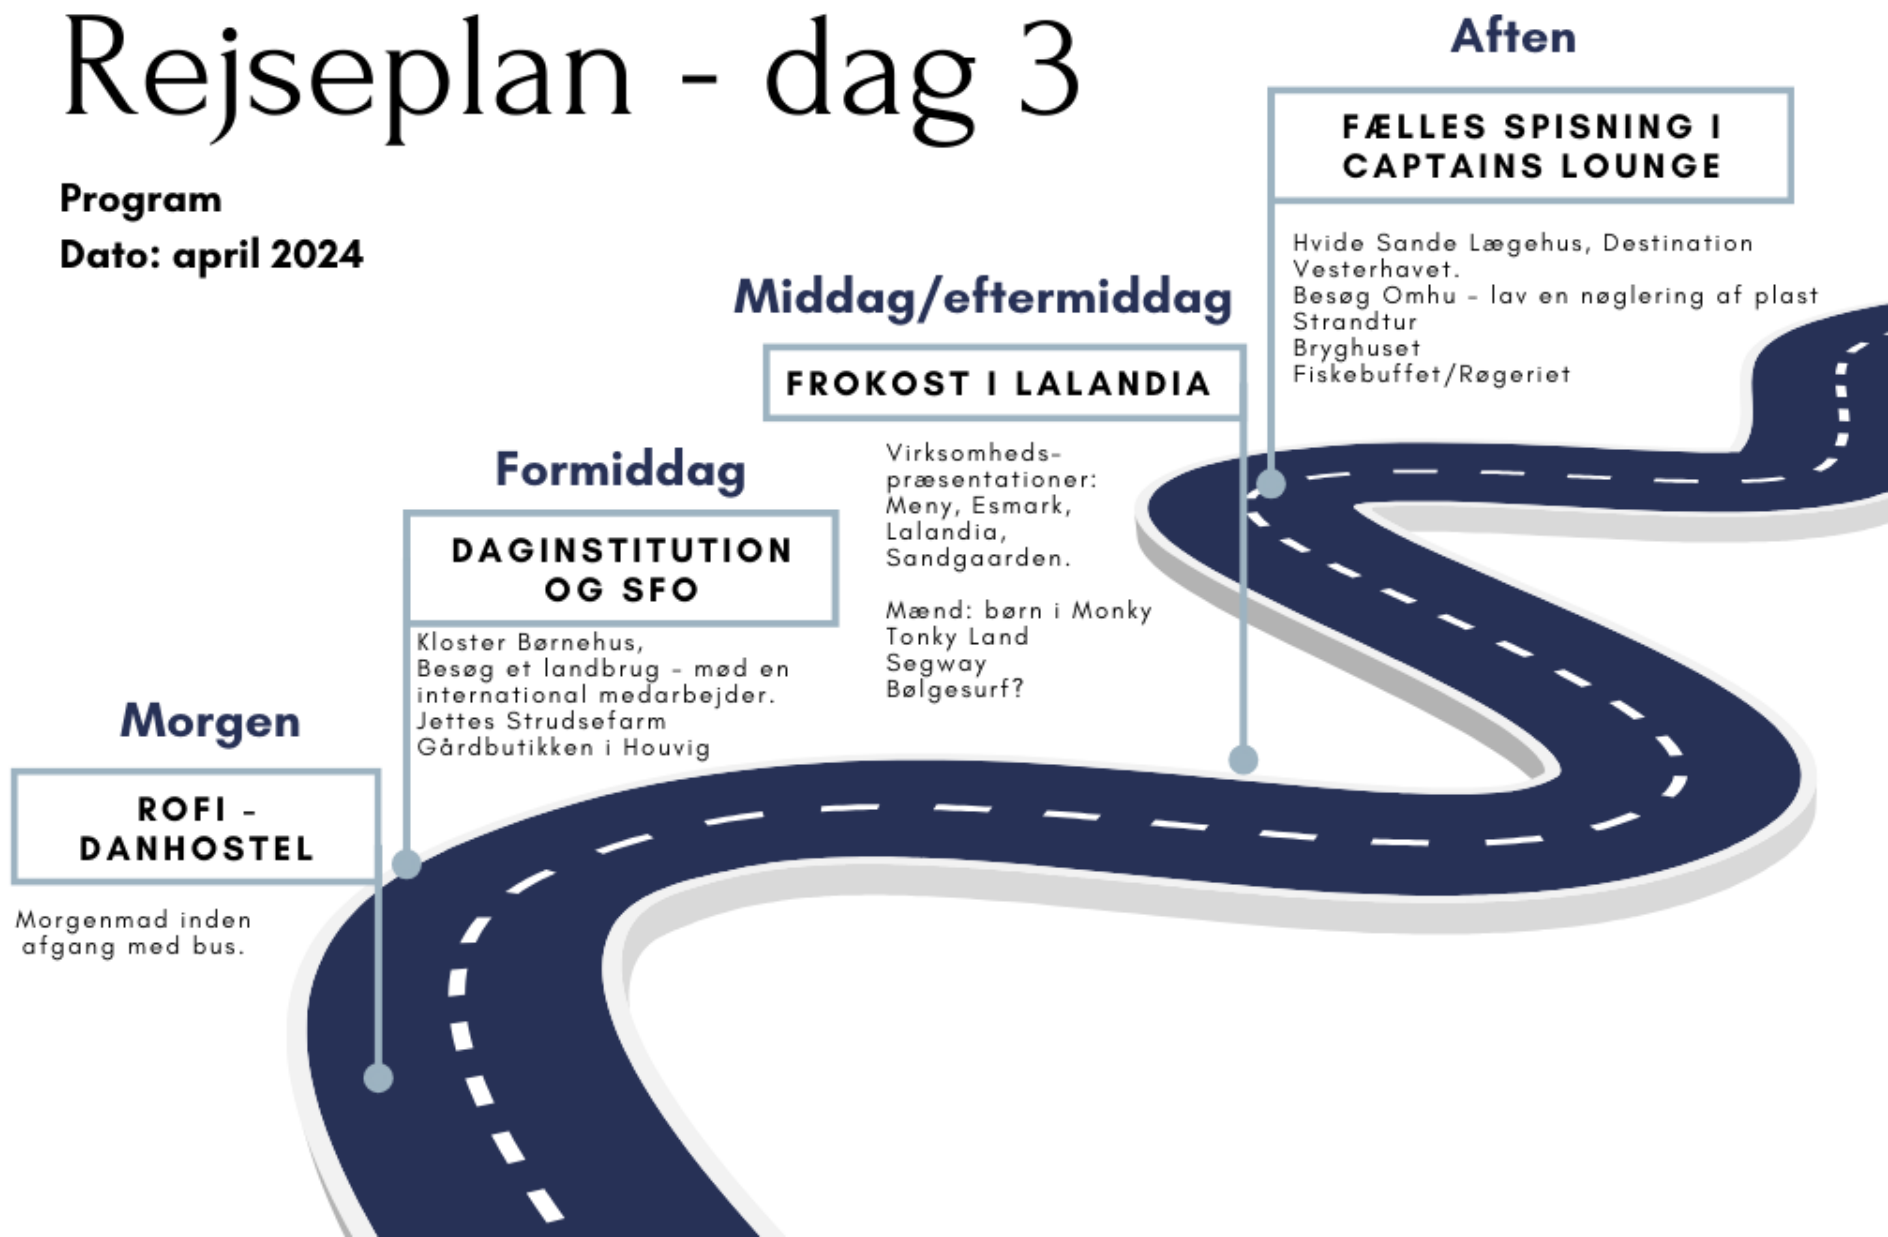 Rejseplan - dag 3
Program
Dato: april 2024
Morgen
ROFI -
DANHOSTEL
Morgenmad inden
afgang med bus.
Formiddag
DAGINSTITUTION
OG SFO
Kloster Børnehus,
Besøg et landbrug - mød en
international medarbejder.
Jettes Strudsefarm
Gårdbutikken i Houvig
Middag/eftermiddag
FROKOST I LALANDIA
Virksomheds-
præsentationer:
Meny, Esmark,
Lalandia,
Sandgaarden.
Mænd: børn i Monky
Tonky Land
Segway
Bølgesurf?
Aften
FÆLLES SPISNING I
CAPTAINS LOUNGE
Hvide Sande Lægehus, Destination
Vesterhavet.
Besøg Omhu - lav en nøglering af plast
Strandtur
Bryghuset
Fiskebuffet/Røgeriet